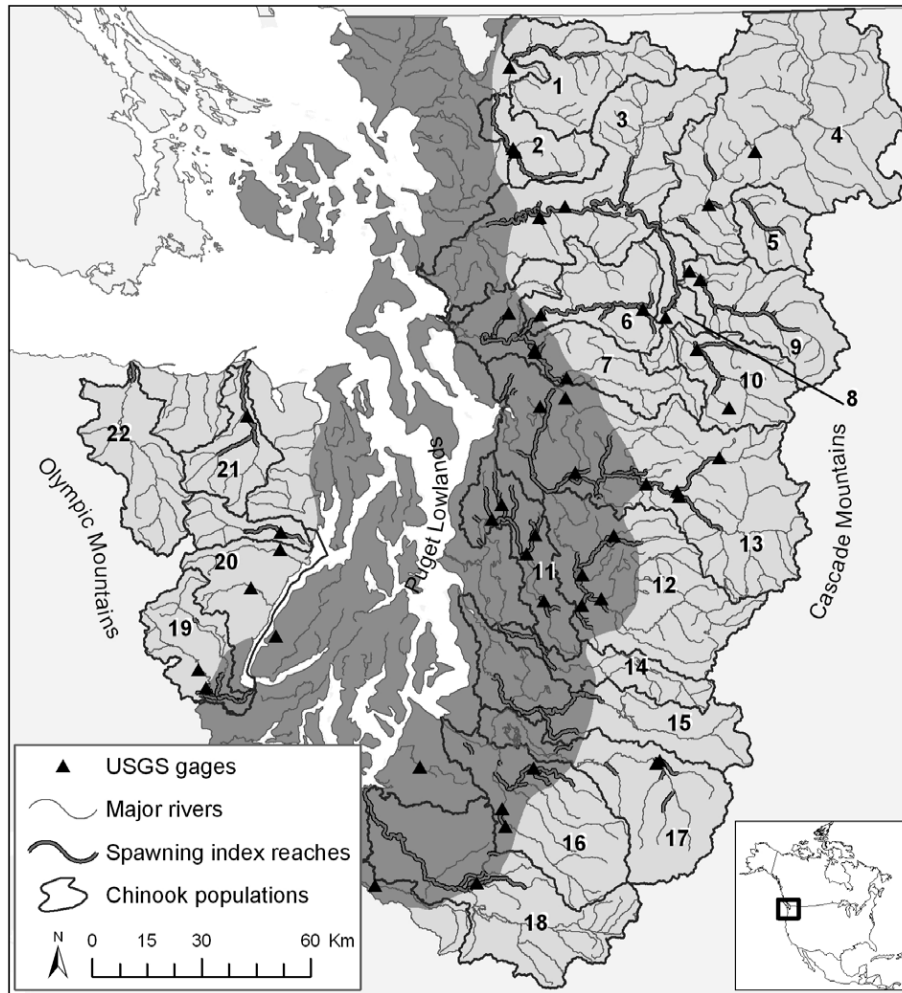 1
2
3
4
5
6
7
8
9
10
11
12
13
14
15
16
17
18
19
20
21
22
Olympic Mountains
Puget Lowlands
Cascade Mountains
USGS gages
Major rivers
Spawning index reaches
Chinook populations
N
0 15 30 60 Km